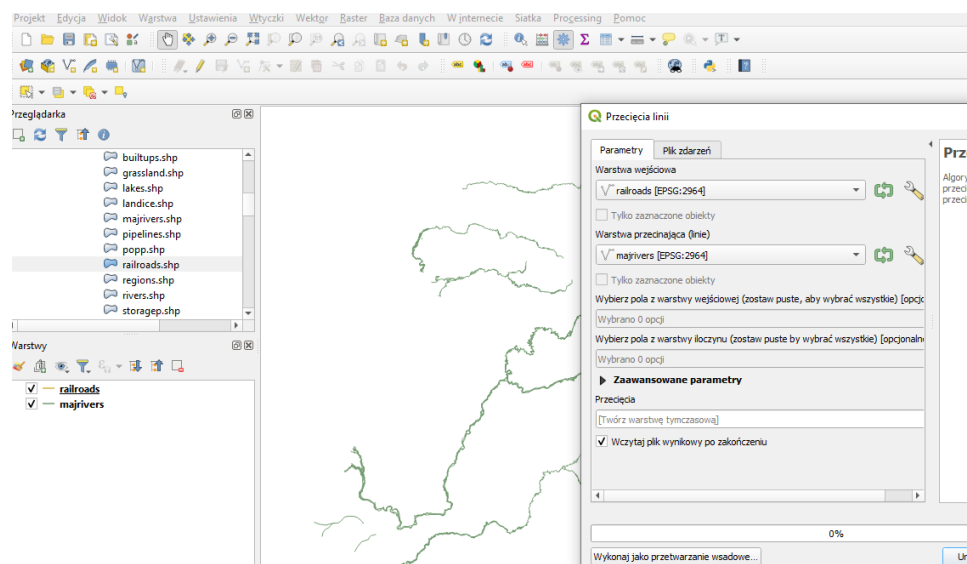 Projekt Edycja Widok Warstwa Ustawienia Wtyczki Wektor Raster Baza danych W internecie Siatka Processing Pomoc
abc
abc
Przeglądarka
builtups.shp
grassland.shp
lakes.shp
landice.shp
majrivers.shp
pipelines.shp
popp.shp
railroads.shp
regions.shp
rivers.shp
storagep.shp
Warstwy
railroads
majrivers
Przecięcia linii
Parametry Plik zdarzeń
Warstwa wejściowa
railroads [EPSG:2964]
Tylko zaznaczone obiekty
Warstwa przecinająca (linie)
majrivers [EPSG:2964]
Tylko zaznaczone obiekty
Wybierz pola z warstwy wejściowej (zostaw puste, aby wybrać wszystkie) [opcjo
Wybrano 0 opcji
Wybierz pola z warstwy iloczynu (zostaw puste by wybrać wszystkie) [opcjonaln
Wybrano 0 opcji
Zaawansowane parametry
Przecięcia
[Twórz warstwę tymczasową]
Wczytaj plik wynikowy po zakończeniu
0%
Wykonaj jako przetwarzanie wsadowe...
Ur
Prz
Algory
przeci
przeci